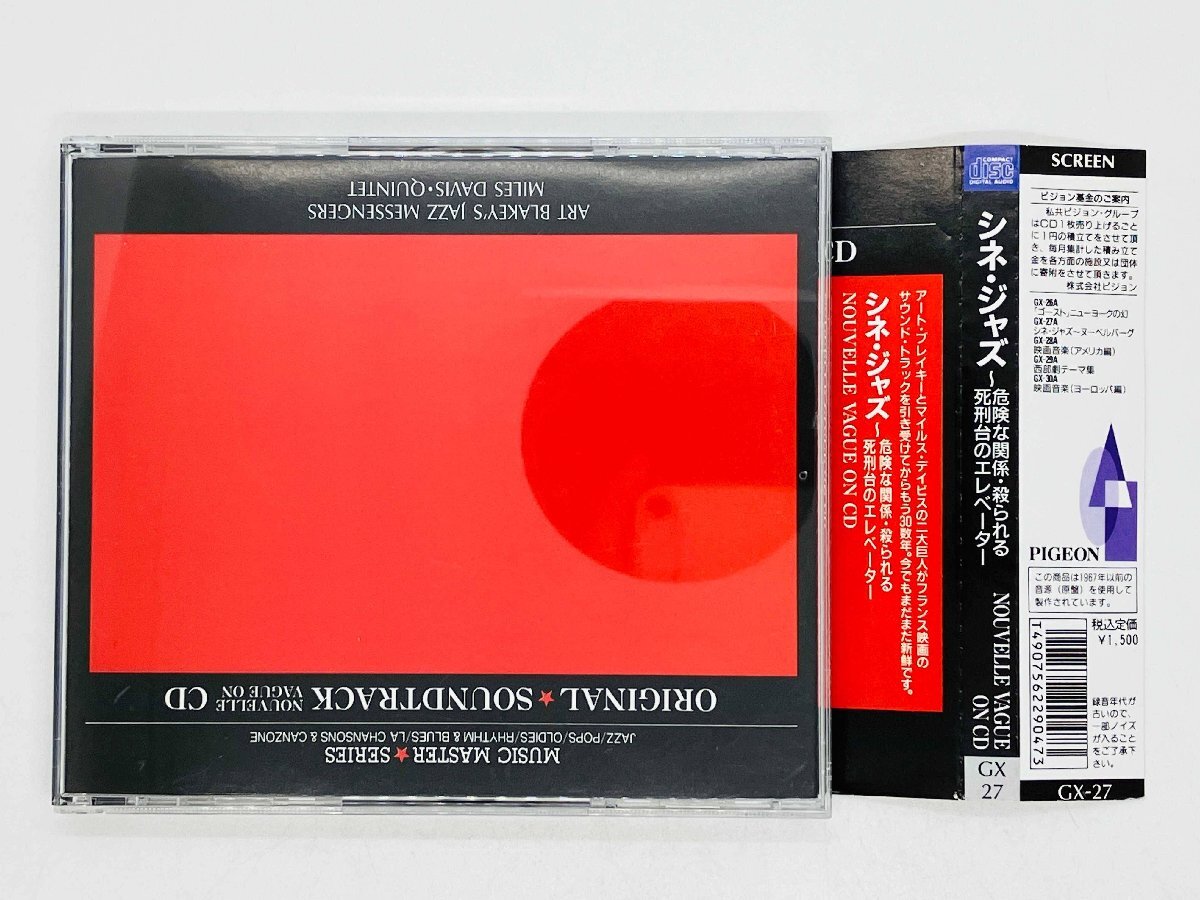 MUSIC MASTER★SERIES
JAZZ/POPS/OLDIES/RHYTHM & BLUES/LA CHANSONS & CANZONE
ORIGINAL★SOUNDTRACK NOUVELLE VAGUE ON CD
ART BLAKEY'S JAZZ MESSENGERS
MILES DAVIS・QUINTET
CD
アート・ブレイキーとマイルス・デイビスの二大巨人がフランス映画の
サウンド・トラックを引き受けてからもう30数年。今でもまだまだ新鮮です。
シネ・ジャズ〜危険な関係・殺られる
死刑台のエレベーター
NOUVELLE VAGUE ON CD
COMPACT
disc
DIGITAL AUDIO
シネ・ジャズ〜危険な関係・殺られる
死刑台のエレベーター
NOUVELLE VAGUE
ON CD
GX
27
SCREEN
ピジョン基金のご案内
私共ピジョン・グループ
はCD1枚売り上げるごと
に1円の積立てをさせて頂
き、毎月集計した積み立て
金を各方面の施設又は団体
に寄附をさせて頂きます。
株式会社ピジョン
GX-26A
「ゴースト」ニューヨークの幻
GX-27A
シネ・ジャズ〜ヌーベルバーグ
GX-28A
映画音楽(アメリカ編)
GX-29A
西部劇テーマ集
GX-30A
映画音楽(ヨーロッパ編)
PIGEON
この商品は1967年以前の
音源(原盤)を使用して
製作されています。
税込定価
¥1,500
T4907562290473
録音年代が
古いので、
一部ノイズ
が入ること
をご了承下
さい。
GX-27